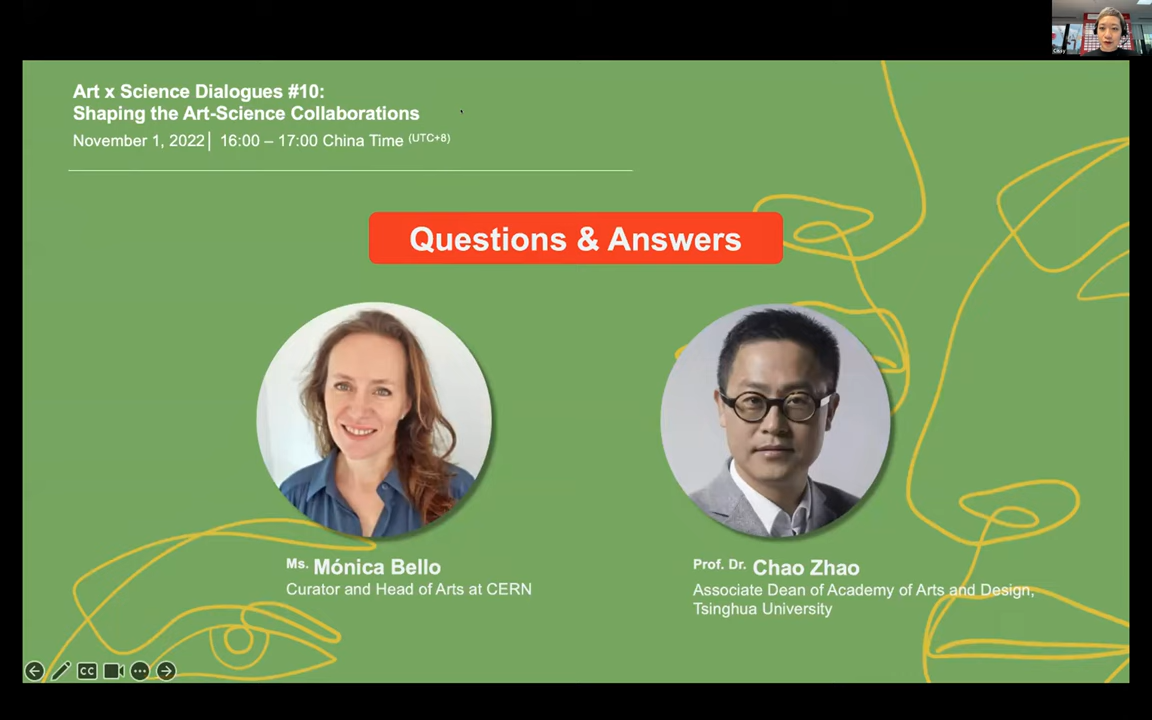 Art x Science Dialogues #10:
Shaping the Art-Science Collaborations
November 1, 2022| 16:00 – 17:00 China Time (UTC+8)
Questions & Answers
Ms. Mónica Bello
Curator and Head of Arts at CERN
Prof. Dr. Chao Zhao
Associate Dean of Academy of Arts and Design,
Tsinghua University
CC